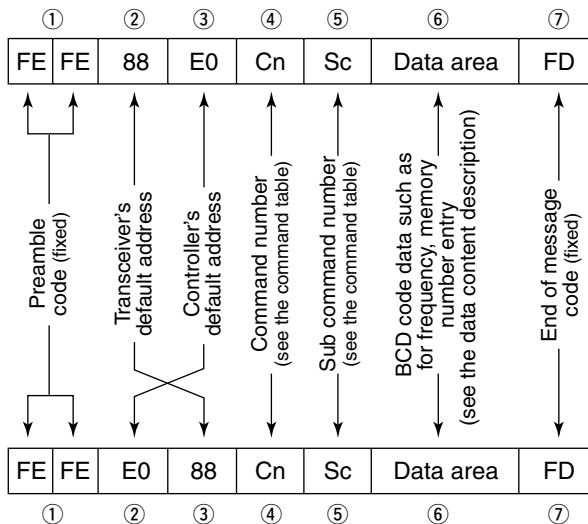 ① ② ③ ④ ⑤ ⑥ ⑦
FE FE 88 E0 Cn Sc Data area FD
Preamble
code (fixed)
Transceiver's
default address
Controller's
default address
Command number
(see the command table)
Sub command number
(see the command table)
BCD code data such as
for frequency, memory
number entry
(see the data content description)
End of message
code (fixed)
FE FE E0 88 Cn Sc Data area FD
① ② ③ ④ ⑤ ⑥ ⑦